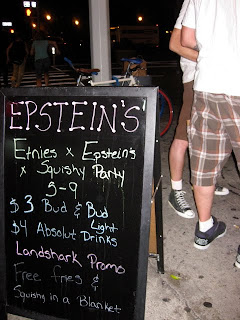 EPSTEIN'S
Etnies x Epstein's
x Squishy Party
5-9
$3 Bud & Bud
Light
$4 Absolut Drinks
Landshark Promo
Free fries &
Squishy in a Blanket